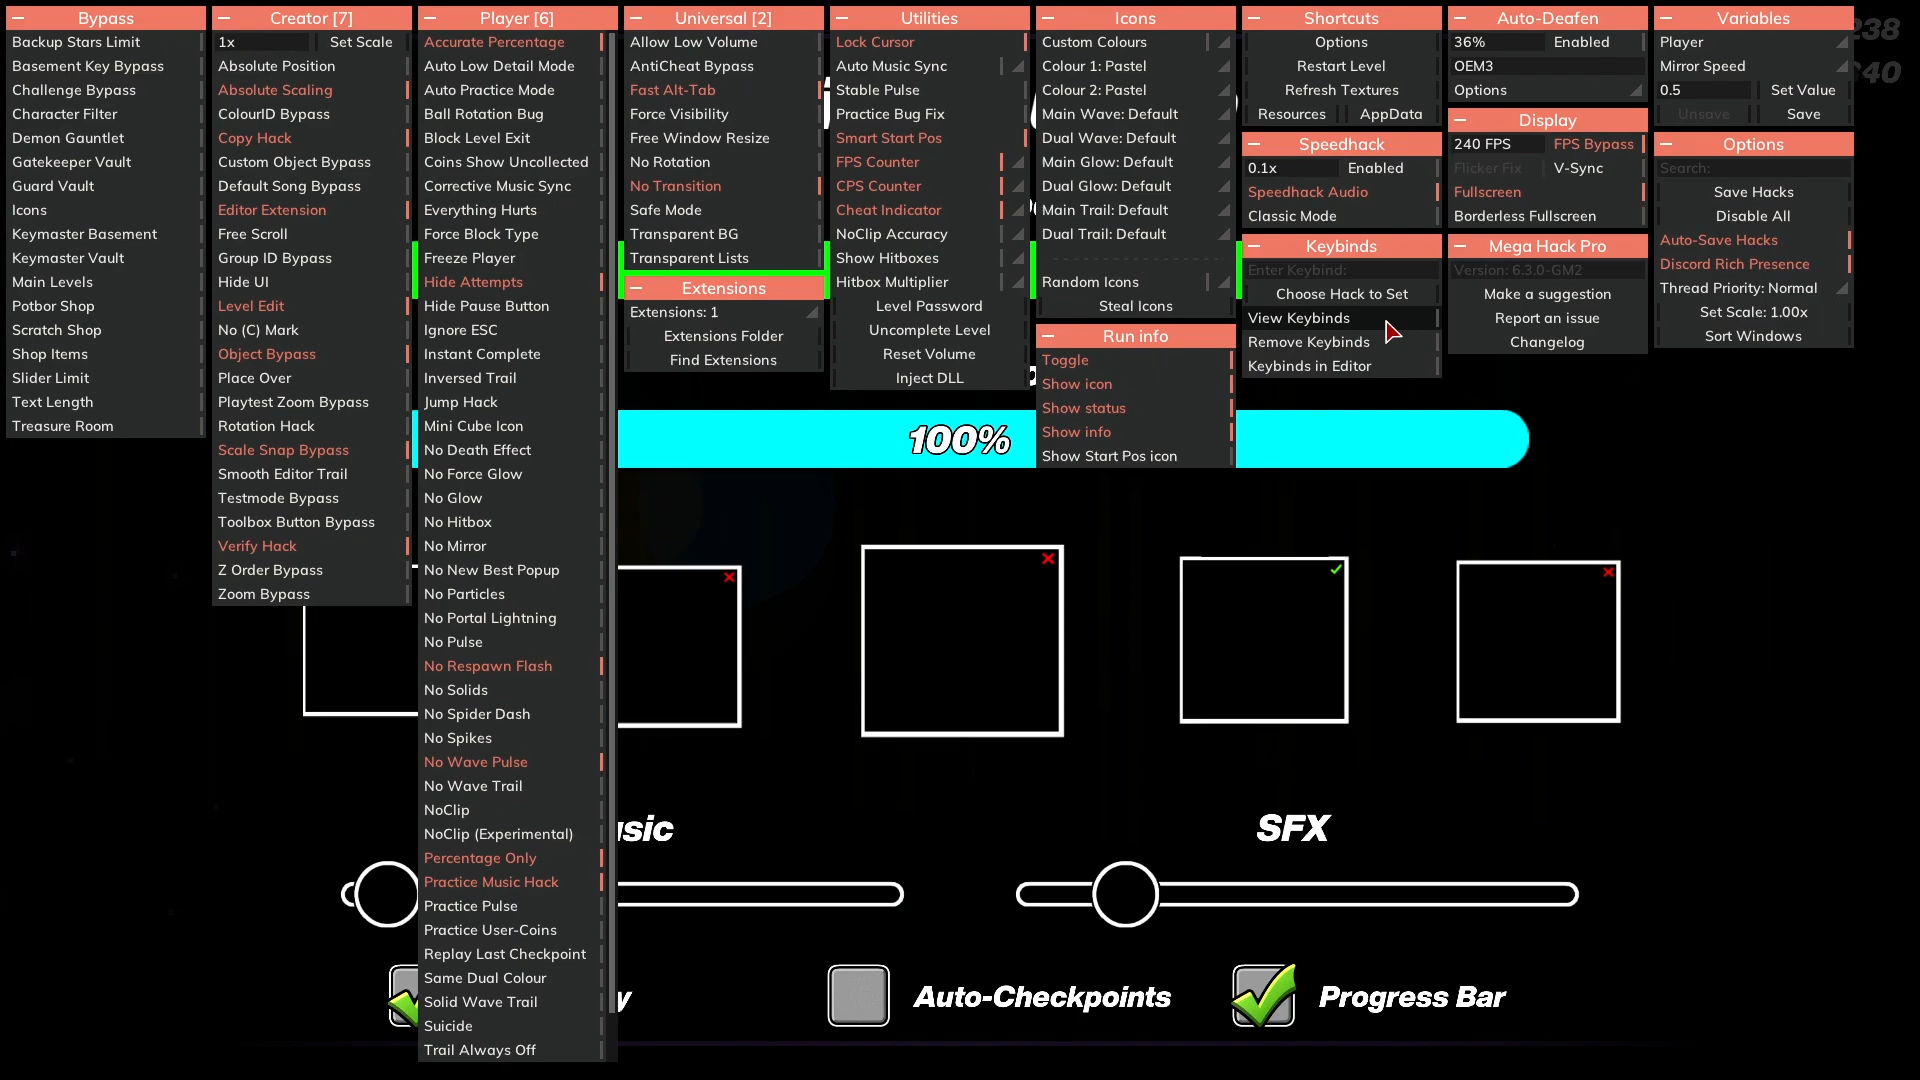 Bypass
Backup Stars Limit
Basement Key Bypass
Challenge Bypass
Character Filter
Demon Gauntlet
Gatekeeper Vault
Guard Vault
Icons
Keymaster Basement
Keymaster Vault
Main Levels
Potbor Shop
Scratch Shop
Shop Items
Slider Limit
Text Length
Treasure Room
Creator [7]
1x Set Scale
Absolute Position
Absolute Scaling
ColourID Bypass
Copy Hack
Custom Object Bypass
Default Song Bypass
Editor Extension
Free Scroll
Group ID Bypass
Hide UI
Level Edit
No (C) Mark
Object Bypass
Place Over
Playtest Zoom Bypass
Rotation Hack
Scale Snap Bypass
Smooth Editor Trail
Testmode Bypass
Toolbox Button Bypass
Verify Hack
Z Order Bypass
Zoom Bypass
Player [6]
Accurate Percentage
Auto Low Detail Mode
Auto Practice Mode
Ball Rotation Bug
Block Level Exit
Coins Show Uncollected
Corrective Music Sync
Everything Hurts
Force Block Type
Freeze Player
Hide Attempts
Hide Pause Button
Ignore ESC
Instant Complete
Inversed Trail
Jump Hack
Mini Cube Icon
No Death Effect
No Force Glow
No Glow
No Hitbox
No Mirror
No New Best Popup
No Particles
No Portal Lightning
No Pulse
No Respawn Flash
No Solids
No Spider Dash
No Spikes
No Wave Pulse
No Wave Trail
NoClip
NoClip (Experimental)
Percentage Only
Practice Music Hack
Practice Pulse
Practice User-Coins
Replay Last Checkpoint
Same Dual Colour
Solid Wave Trail
Suicide
Trail Always Off
Universal [2]
Allow Low Volume
AntiCheat Bypass
Fast Alt-Tab
Force Visibility
Free Window Resize
No Rotation
No Transition
Safe Mode
Transparent BG
Transparent Lists
Extensions
Extensions: 1
Extensions Folder
Find Extensions
Utilities
Lock Cursor
Auto Music Sync
Stable Pulse
Practice Bug Fix
Smart Start Pos
FPS Counter
CPS Counter
Cheat Indicator
NoClip Accuracy
Show Hitboxes
Hitbox Multiplier
Level Password
Uncomplete Level
Reset Volume
Inject DLL
Icons
Custom Colours
Colour 1: Pastel
Colour 2: Pastel
Main Wave: Default
Dual Wave: Default
Main Glow: Default
Dual Glow: Default
Main Trail: Default
Dual Trail: Default
Random Icons
Steal Icons
Run info
Toggle
Show icon
Show status
Show info
Show Start Pos icon
Shortcuts
Options
Restart Level
Refresh Textures
Resources AppData
Speedhack
0.1x Enabled
Speedhack Audio
Classic Mode
Keybinds
Enter Keybind:
Choose Hack to Set
View Keybinds
Remove Keybinds
Keybinds in Editor
Auto-Deafen
36% Enabled
OEM3
Options
Display
240 FPS FPS Bypass
Flicker Fix V-Sync
Fullscreen
Borderless Fullscreen
Mega Hack Pro
Version: 6.3.0-GM2
Make a suggestion
Report an issue
Changelog
Variables
Player
Mirror Speed
0.5 Set Value
Unsave Save
Options
Search:
Save Hacks
Disable All
Auto-Save Hacks
Discord Rich Presence
Thread Priority: Normal
Set Scale: 1.00x
Sort Windows
238
640
100%
usic
SFX
y
Auto-Checkpoints
Progress Bar